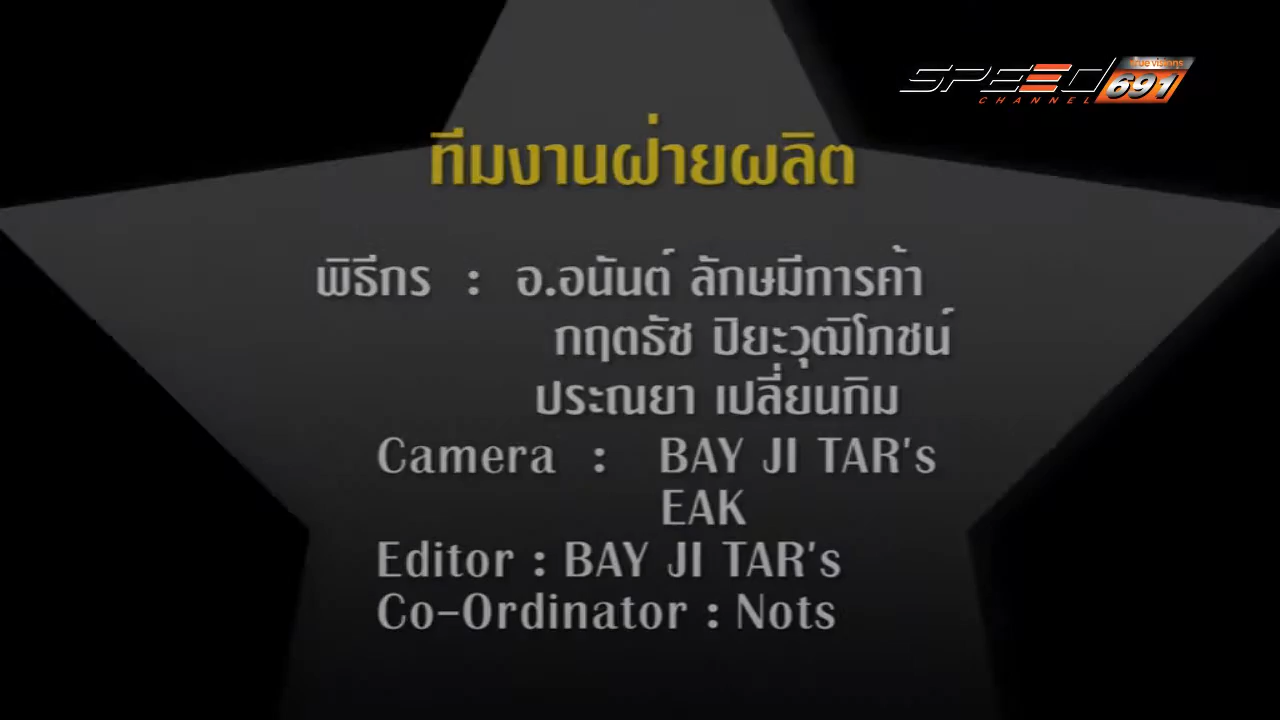 SPEED
CHANNEL
true visions
691
ทีมงานฝ่ายผลิต
พิธีกร : อ.อนันต์ ลักษมีการค้า
กฤตธัช ปิยะวุฒิโภชน์
ประณยา เปลี่ยนกิม
Camera : BAY JI TAR's
EAK
Editor : BAY JI TAR's
Co-Ordinator : Nots